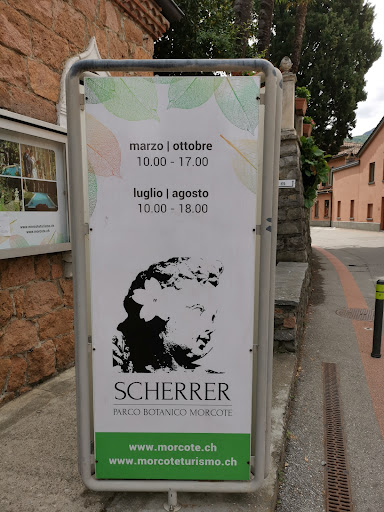 marzo | ottobre
10.00 - 17.00
luglio | agosto
10.00 - 18.00
SCHERRER
PARCO BOTANICO MORCOTE
www.morcote.ch
www.morcoteturismo.ch